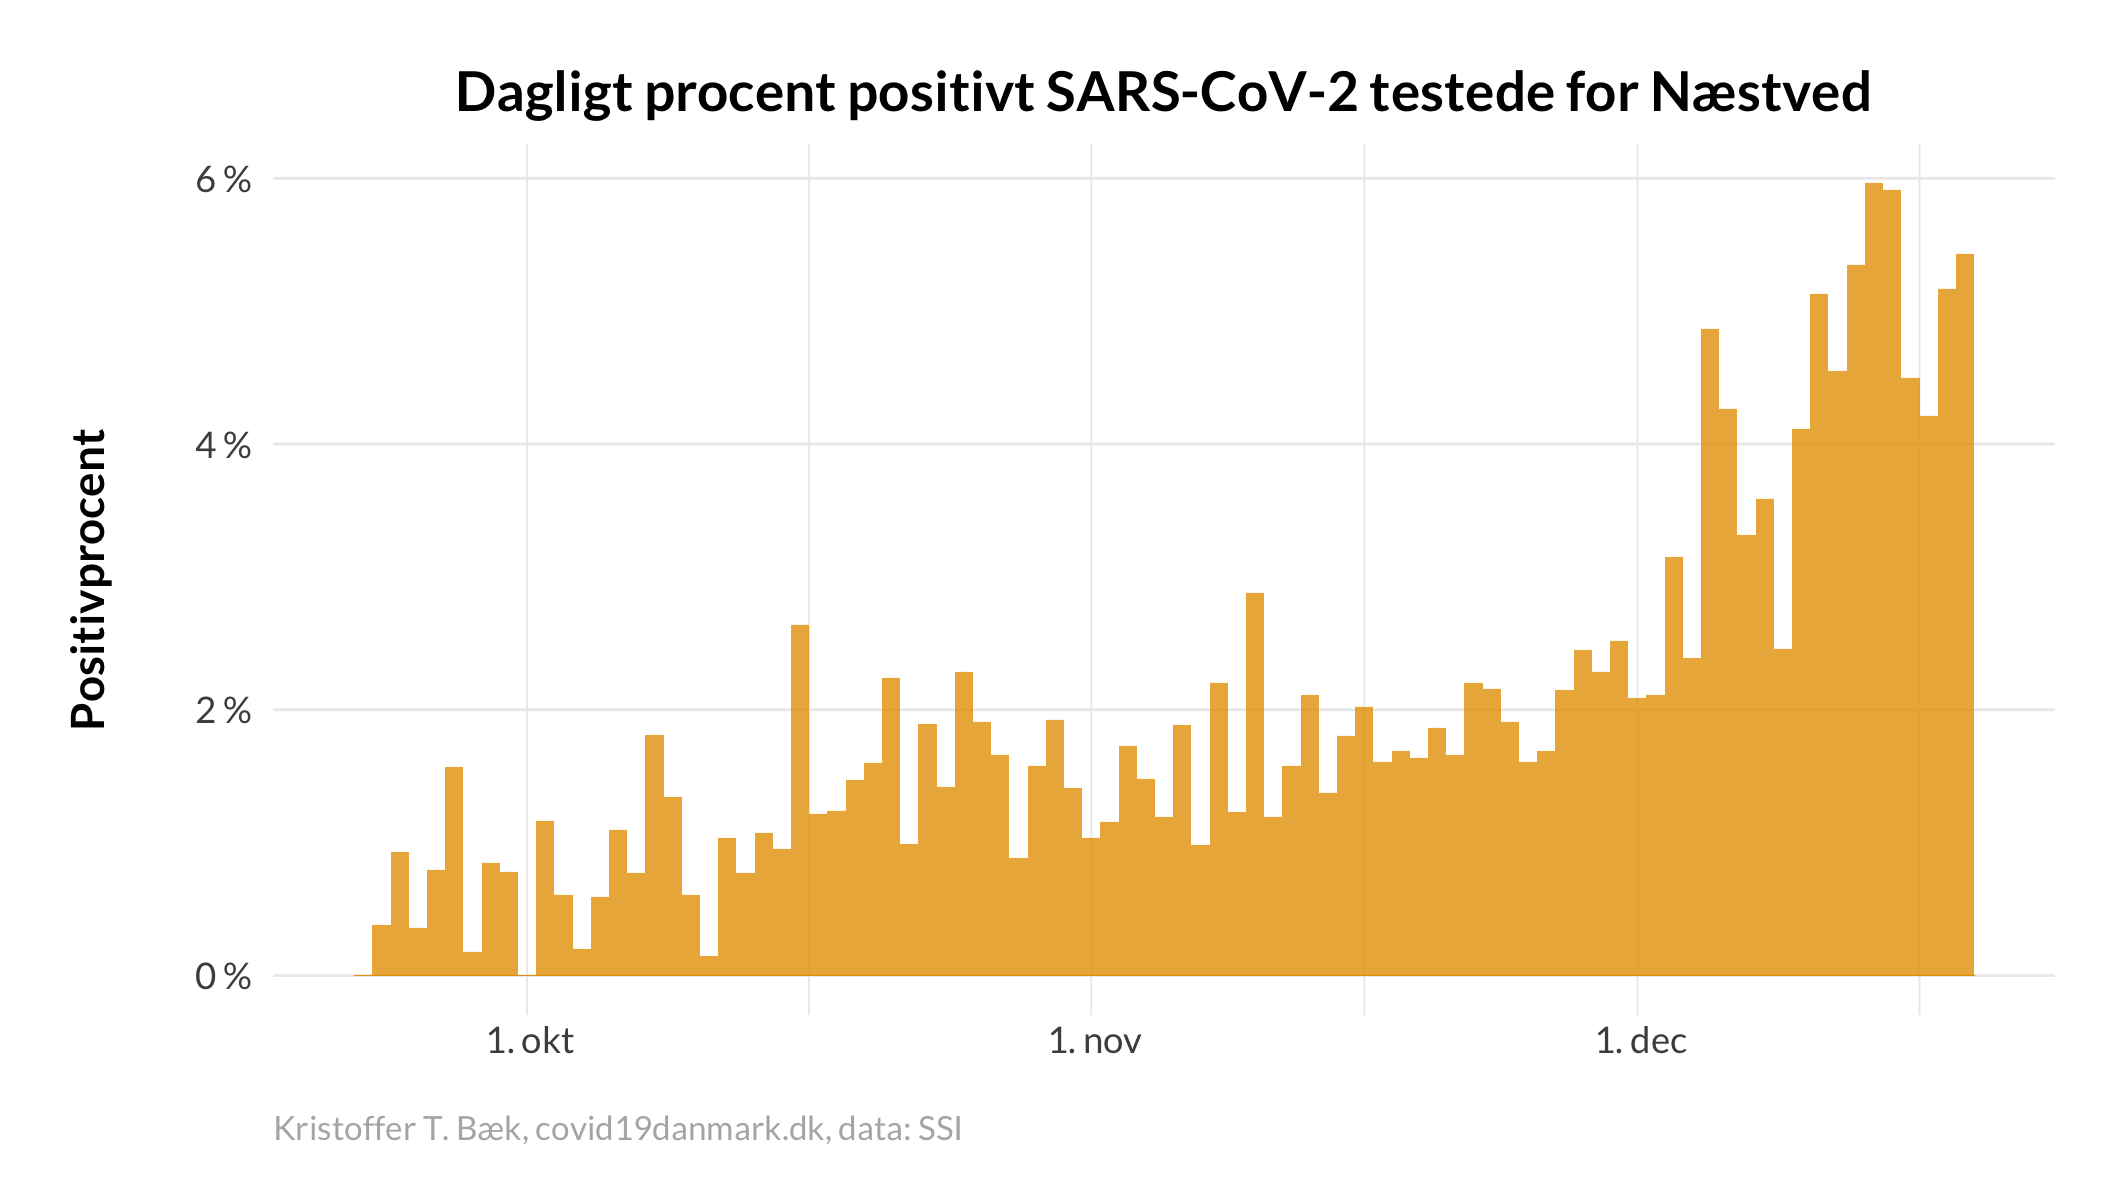 Dagligt procent positivt SARS-CoV-2 testede for Næstved
Positivprocent
6 %
4 %
2 %
0 %
1. okt
1. nov
1. dec
Kristoffer T. Bæk, covid19danmark.dk, data: SSI